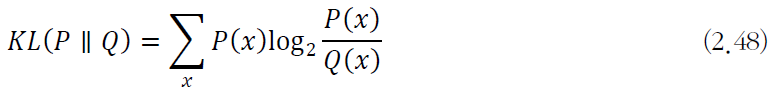 KL(P ∥ Q) = ∑ₓ P(x)log₂ P(x)/Q(x) (2.48)